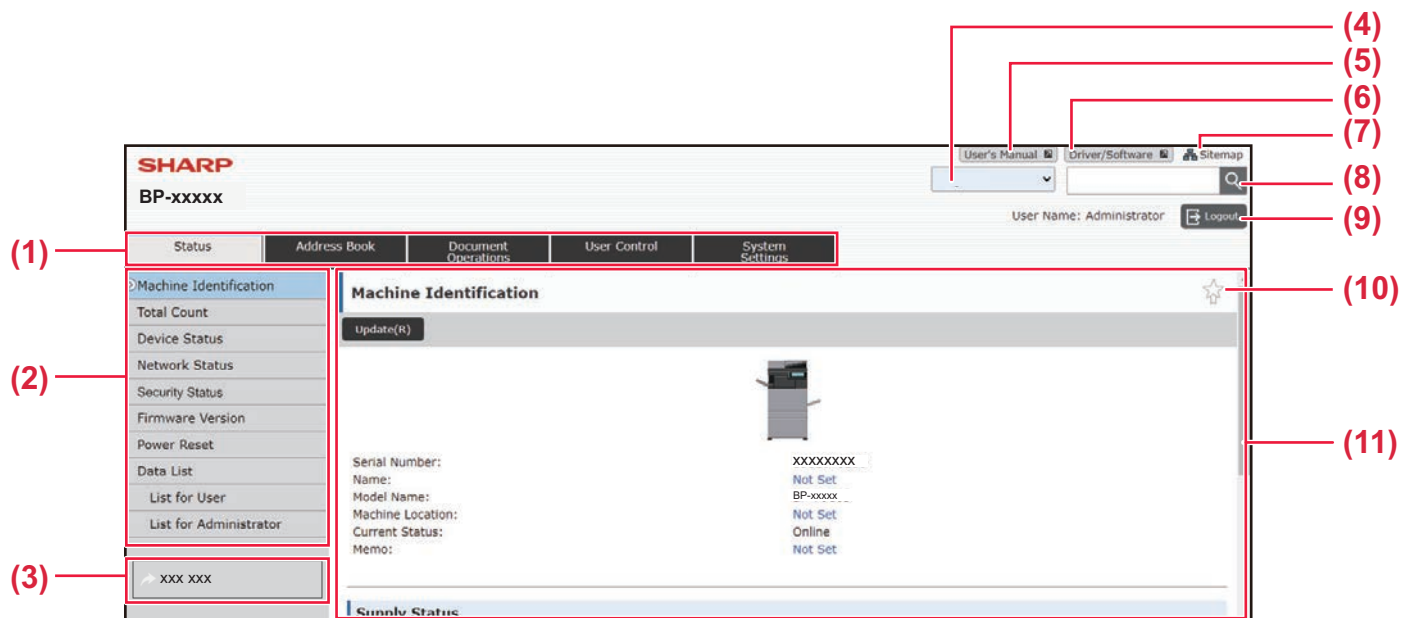 (4)
(5)
(6)
(7)
SHARP
User's Manual Driver/Software Sitemap
(8)
BP-xxxxx
User Name: Administrator Logout
(9)
(1)
Status Address Book Document Operations User Control System Settings
Machine Identification
Machine Identification
(10)
Total Count
Update(R)
Device Status
(2)
Network Status
Security Status
Firmware Version
Power Reset
(11)
Data List
List for User
List for Administrator
Serial Number: XXXXXXXX
Name: Not Set
Model Name: BP-xxxxx
Machine Location: Not Set
Current Status: Online
Memo: Not Set
(3)
xxx xxx
Supply Status